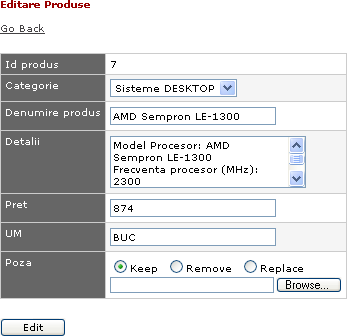 Editare Produse
Go Back
Id produs 7
Categorie Sisteme DESKTOP
Denumire produs AMD Sempron LE-1300
Detalii Model Procesor: AMD
Sempron LE-1300
Frecventa procesor (MHz):
2300
Pret 874
UM BUC
Poza Keep Remove Replace
Browse...
Edit